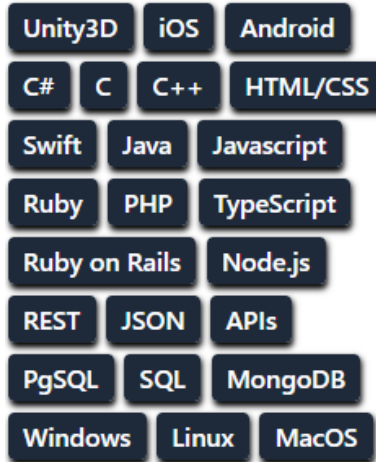 Unity3D iOS Android
C# C C++ HTML/CSS
Swift Java Javascript
Ruby PHP TypeScript
Ruby on Rails Node.js
REST JSON APIs
PgSQL SQL MongoDB
Windows Linux MacOS